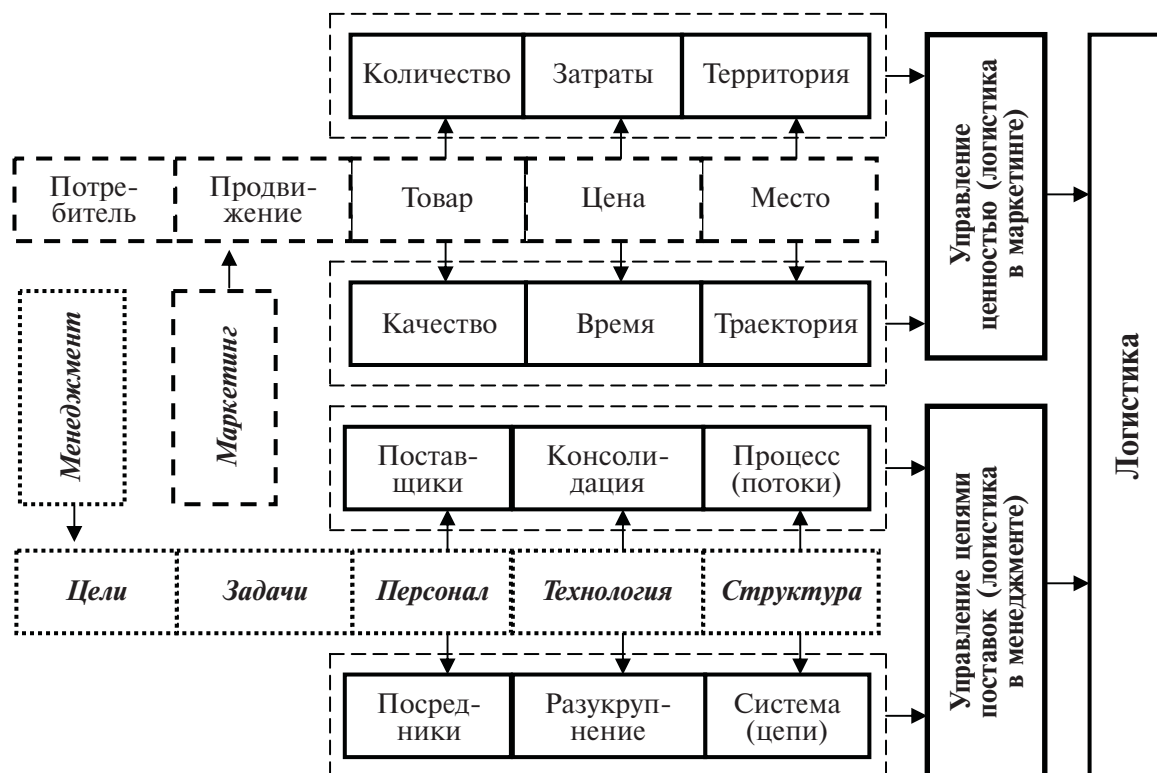 Количество
Затраты
Территория
Потре-
битель
Продви-
жение
Товар
Цена
Место
Качество
Время
Траектория
Управление
ценностью (логистика
в маркетинге)
Менеджмент
Маркетинг
Постав-
щики
Консоли-
дация
Процесс
(потоки)
Цели
Задачи
Персонал
Технология
Структура
Посред-
ники
Разукруп-
нение
Система
(цепи)
Управление цепями
поставок (логистика
в менеджменте)
Логистика